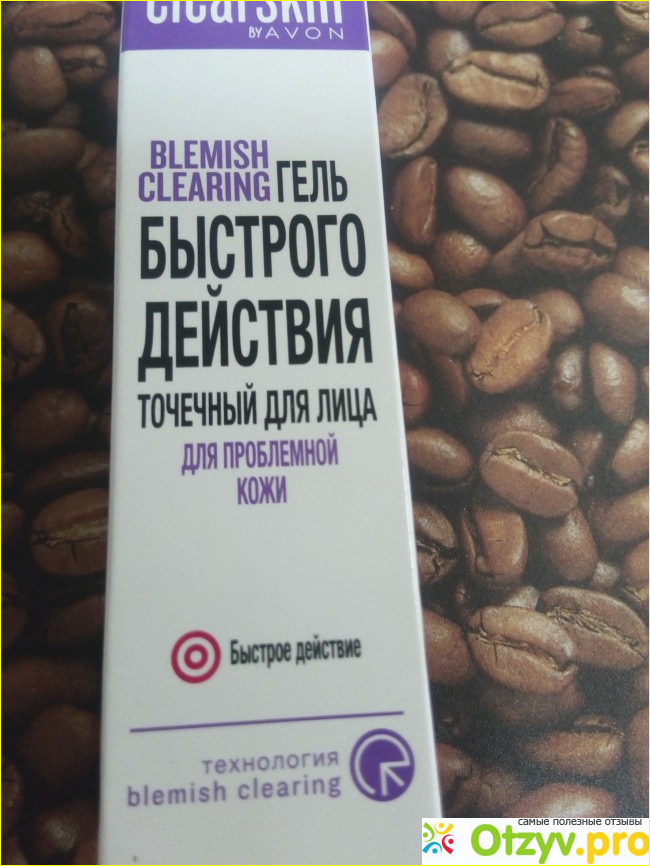 clearskin
BY AVON
BLEMISH
CLEARING ГЕЛЬ
БЫСТРОГО
ДЕЙСТВИЯ
ТОЧЕЧНЫЙ ДЛЯ ЛИЦА
ДЛЯ ПРОБЛЕМНОЙ
КОЖИ
Быстрое действие
технология
blemish clearing
самые полезные отзывы
Otzyv.pro